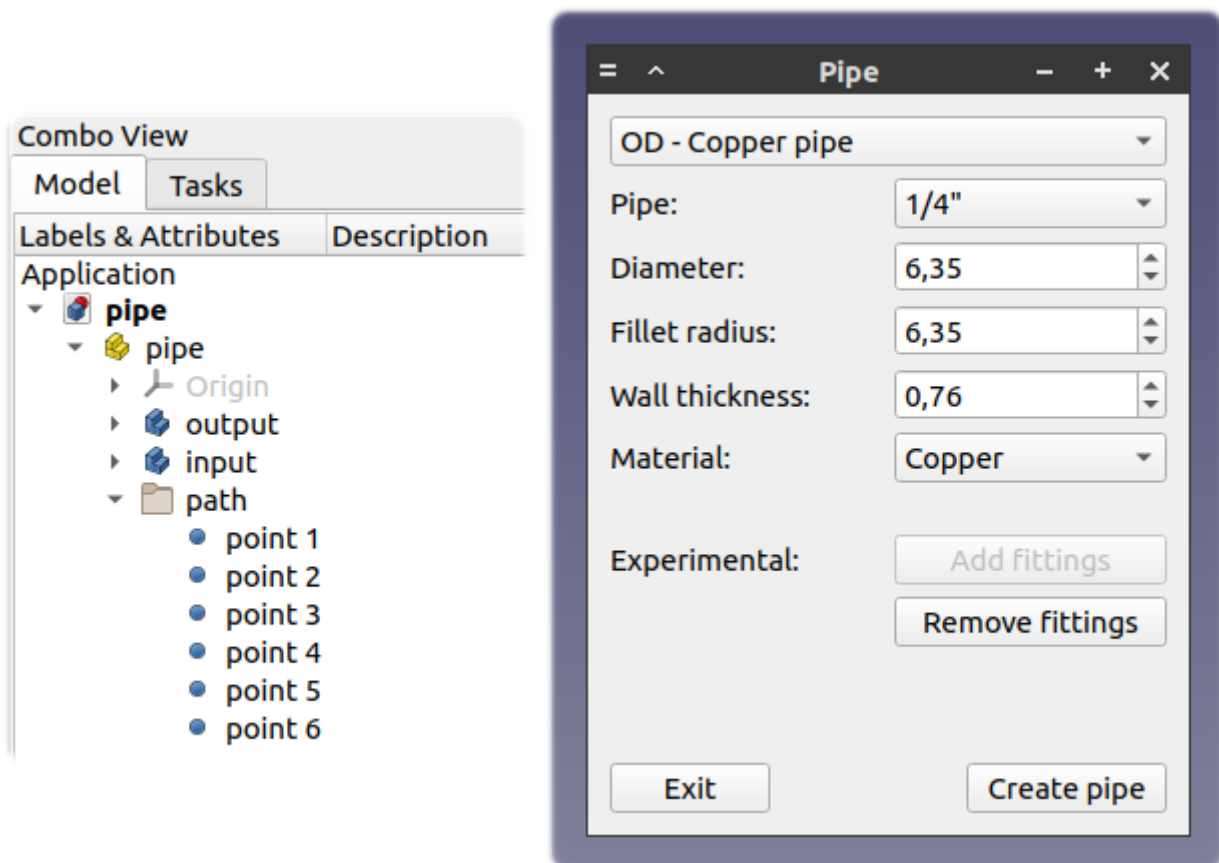 Combo View
Model Tasks
Labels & Attributes Description
Application
pipe
pipe
Origin
output
input
path
point 1
point 2
point 3
point 4
point 5
point 6
Pipe
OD - Copper pipe
Pipe: 1/4"
Diameter: 6,35
Fillet radius: 6,35
Wall thickness: 0,76
Material: Copper
Experimental: Add fittings
Remove fittings
Exit Create pipe